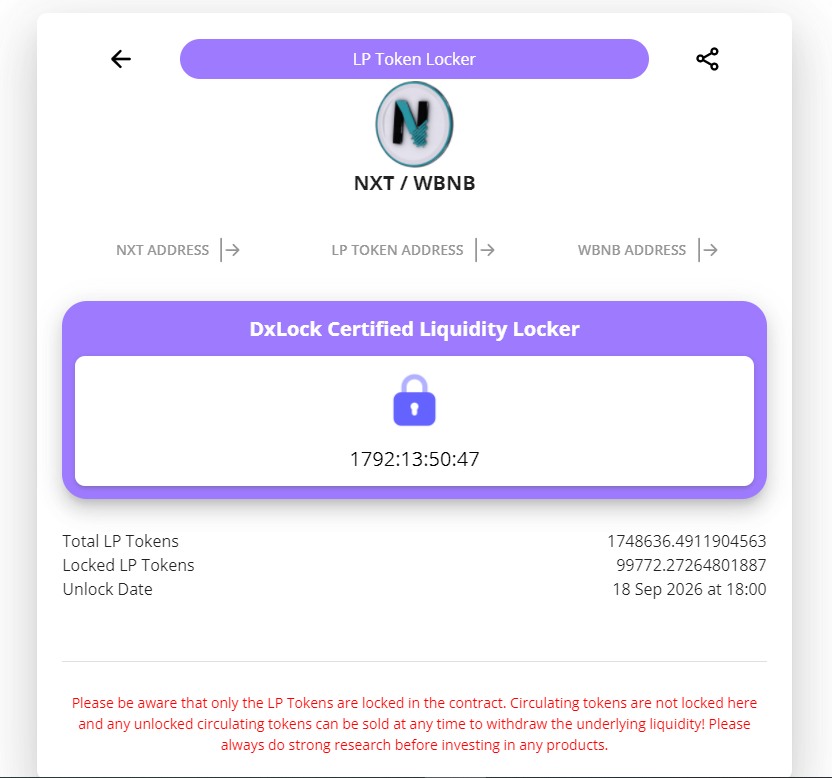 LP Token Locker
N
NXT / WBNB
NXT ADDRESS
LP TOKEN ADDRESS
WBNB ADDRESS
DxLock Certified Liquidity Locker
1792:13:50:47
Total LP Tokens 1748636.4911904563
Locked LP Tokens 99772.27264801887
Unlock Date 18 Sep 2026 at 18:00
Please be aware that only the LP Tokens are locked in the contract. Circulating tokens are not locked here
and any unlocked circulating tokens can be sold at any time to withdraw the underlying liquidity! Please
always do strong research before investing in any products.